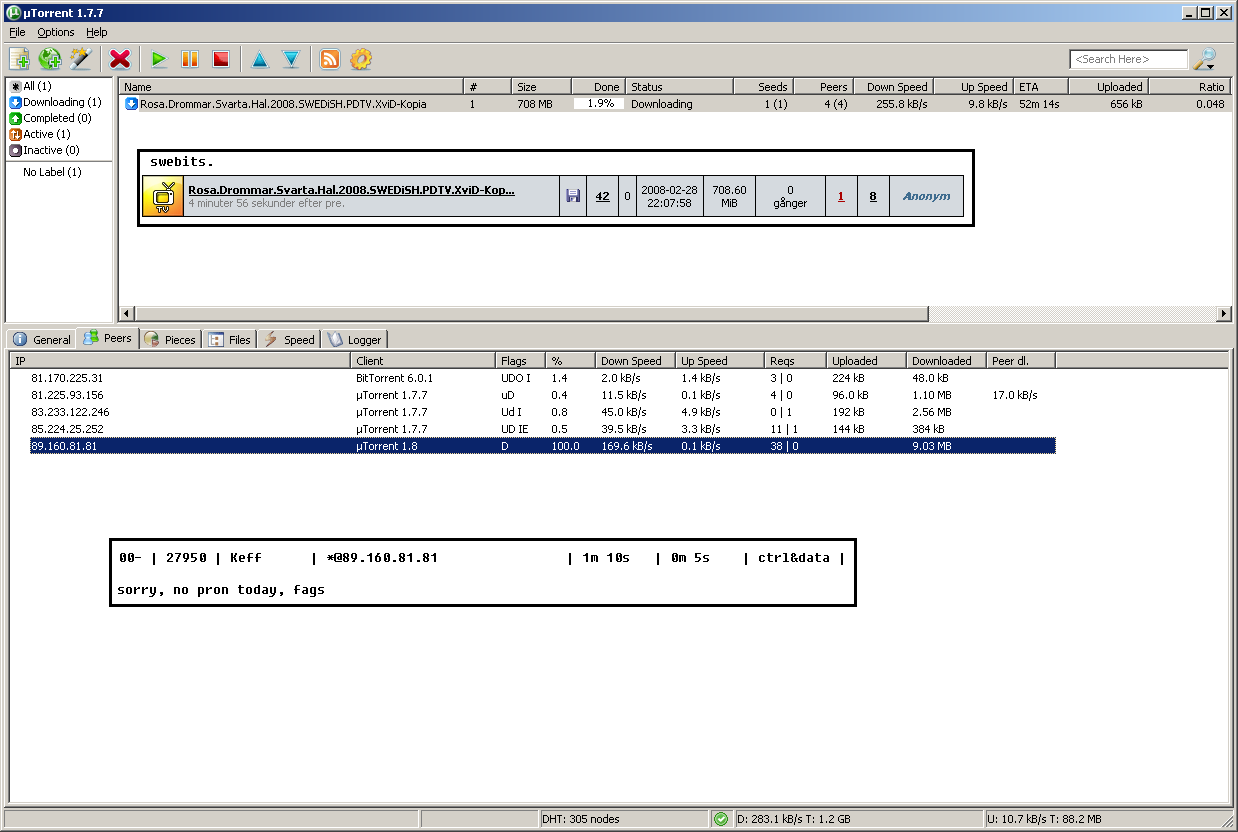 µTorrent 1.7.7
File Options Help
<Search Here>
All (1)
Downloading (1)
Completed (0)
Active (1)
Inactive (0)
No Label (1)
Name # Size Done Status Seeds Peers Down Speed Up Speed ETA Uploaded Ratio
Rosa.Drommar.Svarta.Hal.2008.SWEDiSH.PDTV.XviD-Kopia 1 708 MB 1.9% Downloading 1 (1) 4 (4) 255.8 kB/s 9.8 kB/s 52m 14s 656 kB 0.048
swebits.
TV
Rosa.Drommar.Svarta.Hal.2008.SWEDiSH.PDTV.XviD-Kop...
4 minuter 56 sekunder efter pre.
42 0
2008-02-28
22:07:58
708.60
MiB
0
gånger
1 8 Anonym
General Peers Pieces Files Speed Logger
IP Client Flags % Down Speed Up Speed Reqs Uploaded Downloaded Peer dl.
81.170.225.31 BitTorrent 6.0.1 UDO I 1.4 2.0 kB/s 1.4 kB/s 3 | 0 224 kB 48.0 kB
81.225.93.156 µTorrent 1.7.7 uD 0.4 11.5 kB/s 0.1 kB/s 4 | 0 96.0 kB 1.10 MB 17.0 kB/s
83.233.122.246 µTorrent 1.7.7 Ud I 0.8 45.0 kB/s 4.9 kB/s 0 | 1 192 kB 2.56 MB
85.224.25.252 µTorrent 1.7.7 UD IE 0.5 39.5 kB/s 3.3 kB/s 11 | 1 144 kB 384 kB
89.160.81.81 µTorrent 1.8 D 100.0 169.6 kB/s 0.1 kB/s 38 | 0 9.03 MB
00- | 27950 | Keff | *@89.160.81.81 | 1m 10s | 0m 5s | ctrl&data |
sorry, no pron today, fags
DHT: 305 nodes D: 283.1 kB/s T: 1.2 GB U: 10.7 kB/s T: 88.2 MB